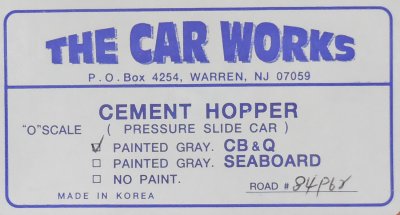 THE CAR WORKS
P.O. Box 4254, WARREN, NJ 07059
CEMENT HOPPER
"O" SCALE ( PRESSURE SLIDE CAR )
☑ PAINTED GRAY. CB & Q
☐ PAINTED GRAY. SEABOARD
☐ NO PAINT.
ROAD #
MADE IN KOREA